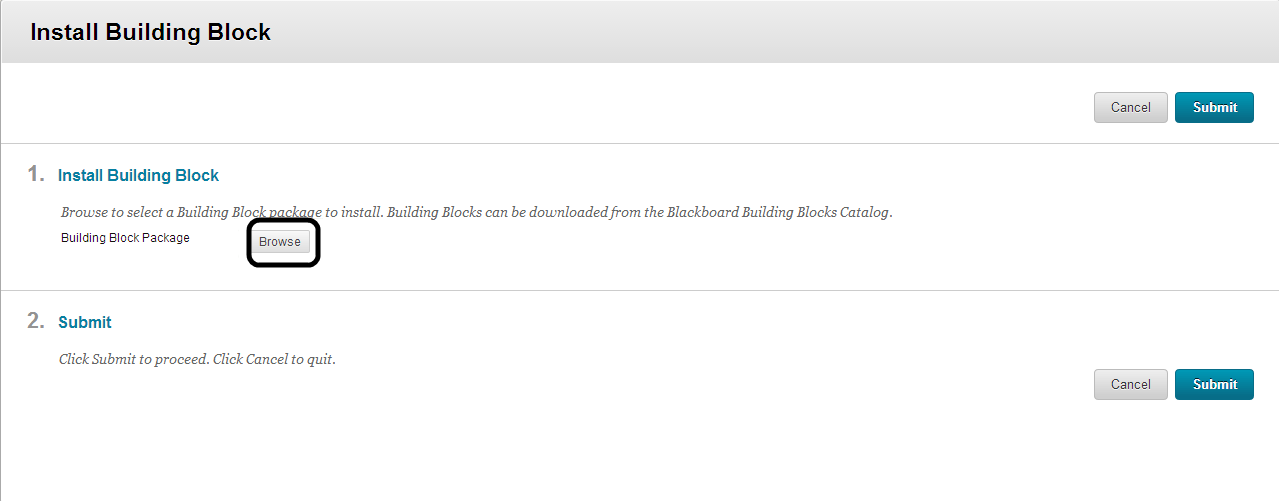 Install Building Block
Cancel Submit
1. Install Building Block
Browse to select a Building Block package to install. Building Blocks can be downloaded from the Blackboard Building Blocks Catalog.
Building Block Package Browse
2. Submit
Click Submit to proceed. Click Cancel to quit.
Cancel Submit